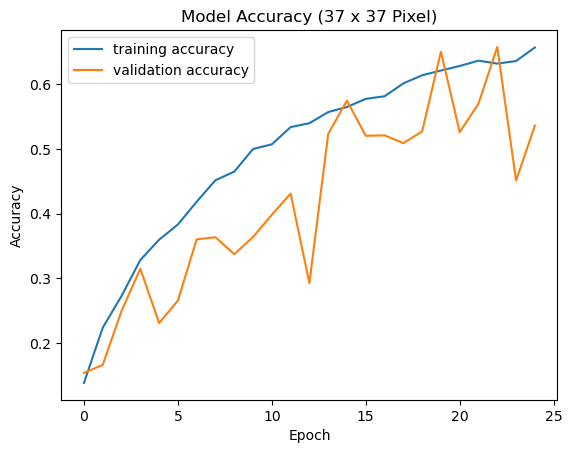 Model Accuracy (37 x 37 Pixel)
training accuracy
validation accuracy
Accuracy
0.6
0.5
0.4
0.3
0.2
0 5 10 15 20 25
Epoch